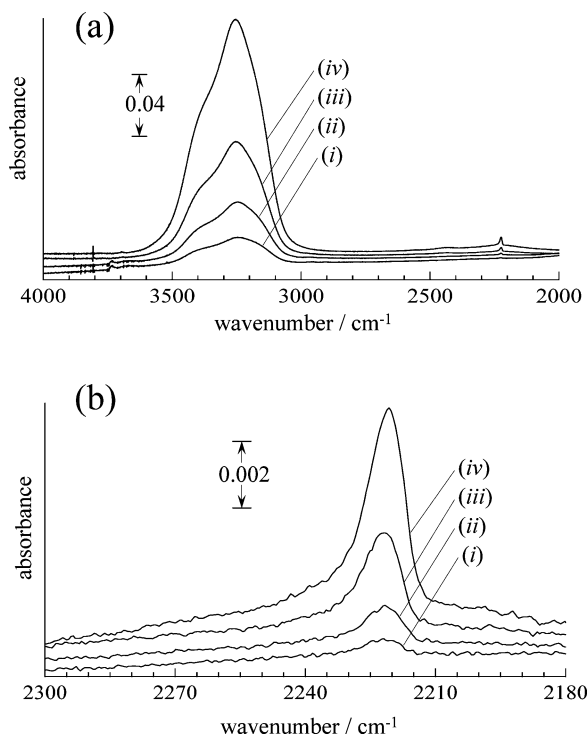 (a)
absorbance
0.04
(iv)
(iii)
(ii)
(i)
4000 3500 3000 2500 2000
wavenumber / cm-1
(b)
absorbance
0.002
(iv)
(iii)
(ii)
(i)
2300 2270 2240 2210 2180
wavenumber / cm-1